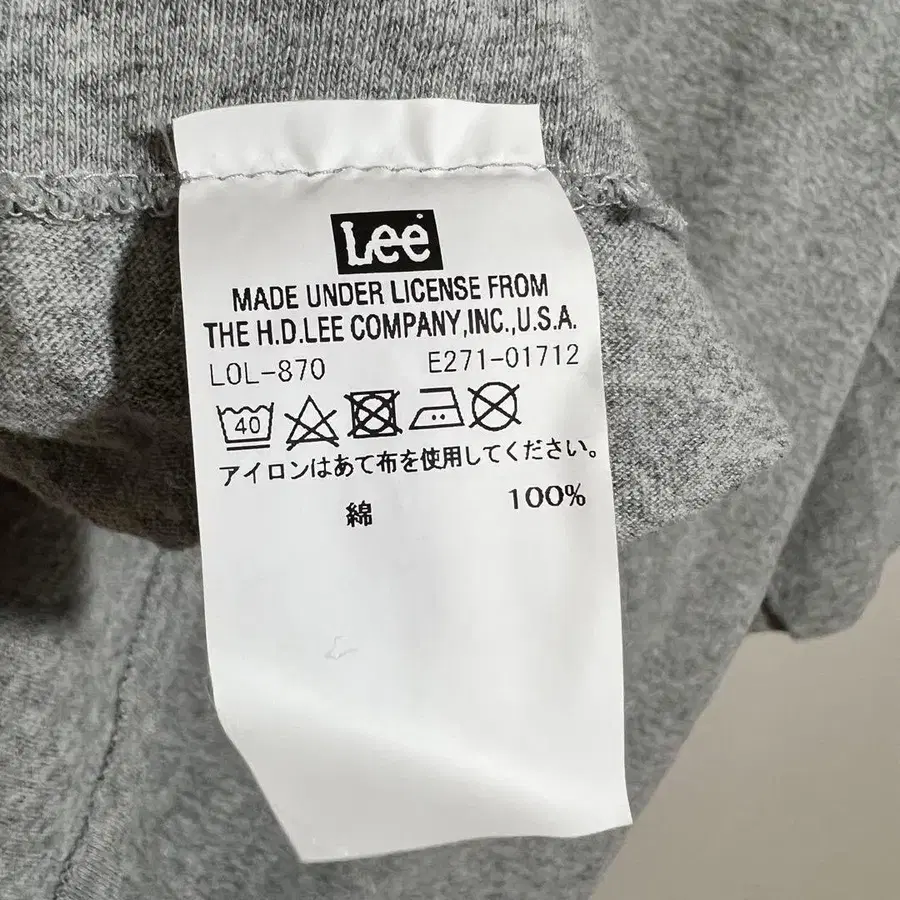 Lee
MADE UNDER LICENSE FROM
THE H.D.LEE COMPANY,INC.,U.S.A.
LOL-870 E271-01712
40
アイロンはあて布を使用してください。
綿 100%